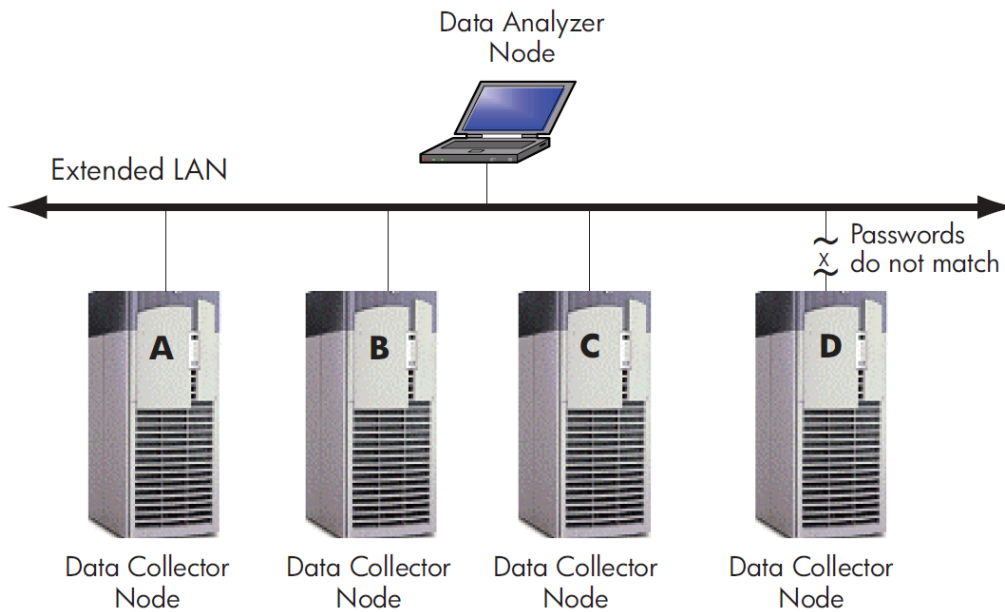 Data Analyzer
Node
Extended LAN
Passwords
X
do not match
A
B
C
D
Data Collector
Node
Data Collector
Node
Data Collector
Node
Data Collector
Node